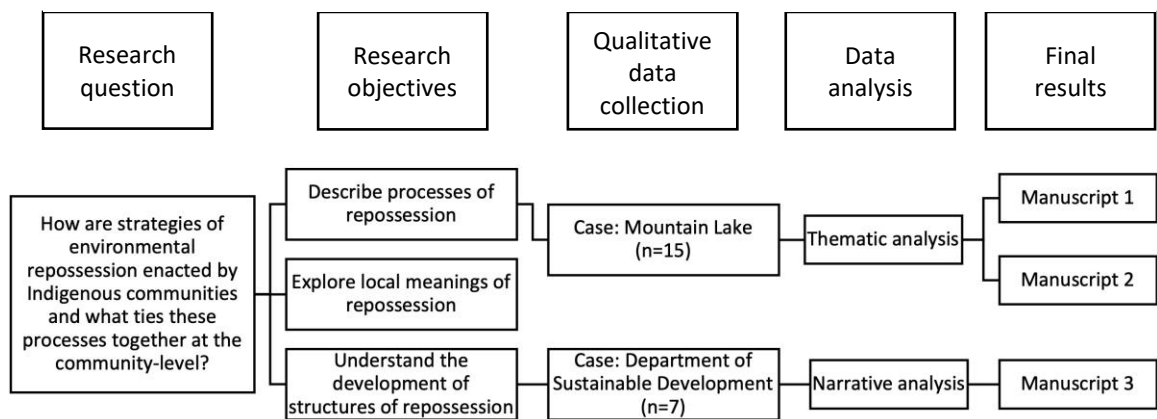 Research
question
Research
objectives
Qualitative
data
collection
Data
analysis
Final
results
How are strategies of
environmental
repossession enacted by
Indigenous communities
and what ties these
processes together at the
community-level?
Describe processes of
repossession
Explore local meanings of
repossession
Understand the
development of
structures of repossession
Case: Mountain Lake
(n=15)
Case: Department of
Sustainable Development
(n=7)
Thematic analysis
Narrative analysis
Manuscript 1
Manuscript 2
Manuscript 3